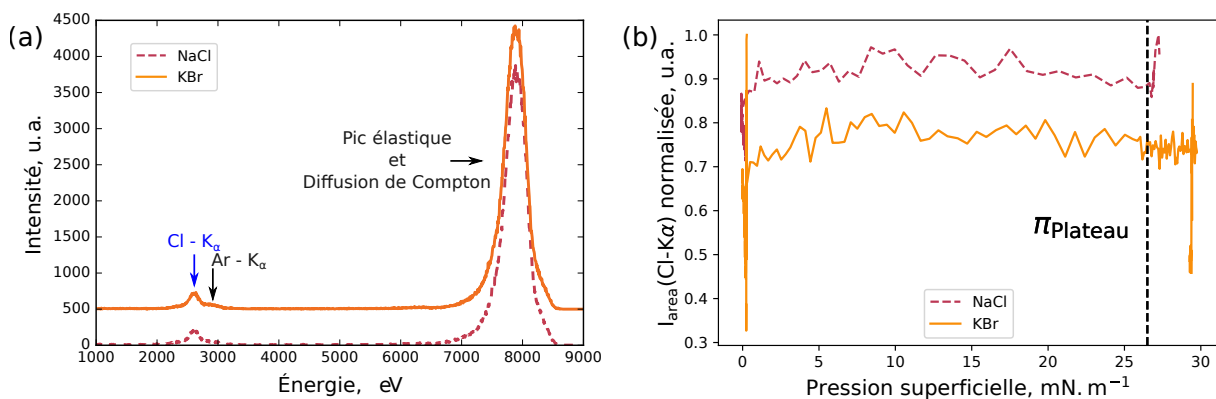 (a)
4500
4000
3500
3000
2500
2000
1500
1000
500
0
1000 2000 3000 4000 5000 6000 7000 8000 9000
Intensité, u.a.
Énergie, eV
NaCl
KBr
Pic élastique
et
Diffusion de Compton
Cl - Kα
Ar - Kα
(b)
1.0
0.9
0.8
0.7
0.6
0.5
0.4
0.3
0 5 10 15 20 25 30
I_area(Cl-Kα) normalisée, u.a.
Pression superficielle, mN. m⁻¹
π_Plateau
NaCl
KBr